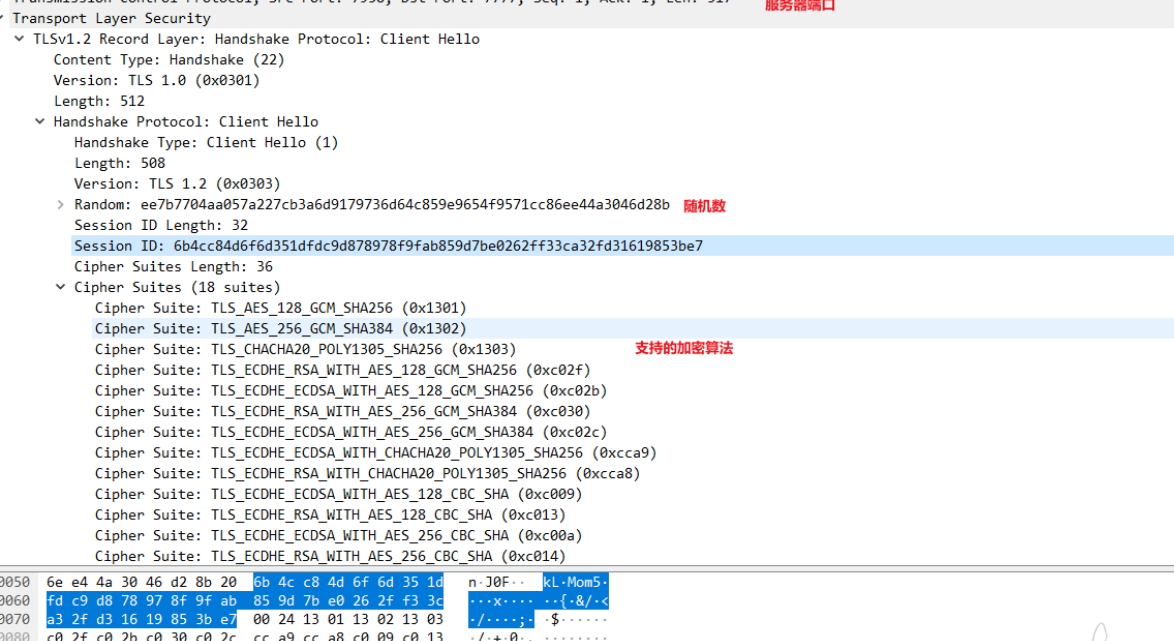 服务器端口
Transport Layer Security
TLSv1.2 Record Layer: Handshake Protocol: Client Hello
Content Type: Handshake (22)
Version: TLS 1.0 (0x0301)
Length: 512
Handshake Protocol: Client Hello
Handshake Type: Client Hello (1)
Length: 508
Version: TLS 1.2 (0x0303)
Random: ee7b7704aa057a227cb3a6d9179736d64c859e9654f9571cc86ee44a3046d28b 随机数
Session ID Length: 32
Session ID: 6b4cc84d6f6d351dfdc9d878978f9fab859d7be0262ff33ca32fd31619853be7
Cipher Suites Length: 36
Cipher Suites (18 suites)
Cipher Suite: TLS_AES_128_GCM_SHA256 (0x1301)
Cipher Suite: TLS_AES_256_GCM_SHA384 (0x1302)
Cipher Suite: TLS_CHACHA20_POLY1305_SHA256 (0x1303) 支持的加密算法
Cipher Suite: TLS_ECDHE_RSA_WITH_AES_128_GCM_SHA256 (0xc02f)
Cipher Suite: TLS_ECDHE_ECDSA_WITH_AES_128_GCM_SHA256 (0xc02b)
Cipher Suite: TLS_ECDHE_RSA_WITH_AES_256_GCM_SHA384 (0xc030)
Cipher Suite: TLS_ECDHE_ECDSA_WITH_AES_256_GCM_SHA384 (0xc02c)
Cipher Suite: TLS_ECDHE_ECDSA_WITH_CHACHA20_POLY1305_SHA256 (0xcca9)
Cipher Suite: TLS_ECDHE_RSA_WITH_CHACHA20_POLY1305_SHA256 (0xcca8)
Cipher Suite: TLS_ECDHE_ECDSA_WITH_AES_128_CBC_SHA (0xc009)
Cipher Suite: TLS_ECDHE_RSA_WITH_AES_128_CBC_SHA (0xc013)
Cipher Suite: TLS_ECDHE_ECDSA_WITH_AES_256_CBC_SHA (0xc00a)
Cipher Suite: TLS_ECDHE_RSA_WITH_AES_256_CBC_SHA (0xc014)
0050 6e e4 4a 30 46 d2 8b 20 6b 4c c8 4d 6f 6d 35 1d n·J0F·· kL·Mom5·
0060 fd c9 d8 78 97 8f 9f ab 85 9d 7b e0 26 2f f3 3c ···x···· ··{·&/·<
0070 a3 2f d3 16 19 85 3b e7 00 24 13 01 13 02 13 03 ·/····;· ·$······
0080 c0 2f c0 2b c0 30 c0 2c cc a9 cc a8 c0 09 c0 13 ·/·+·0·, ········